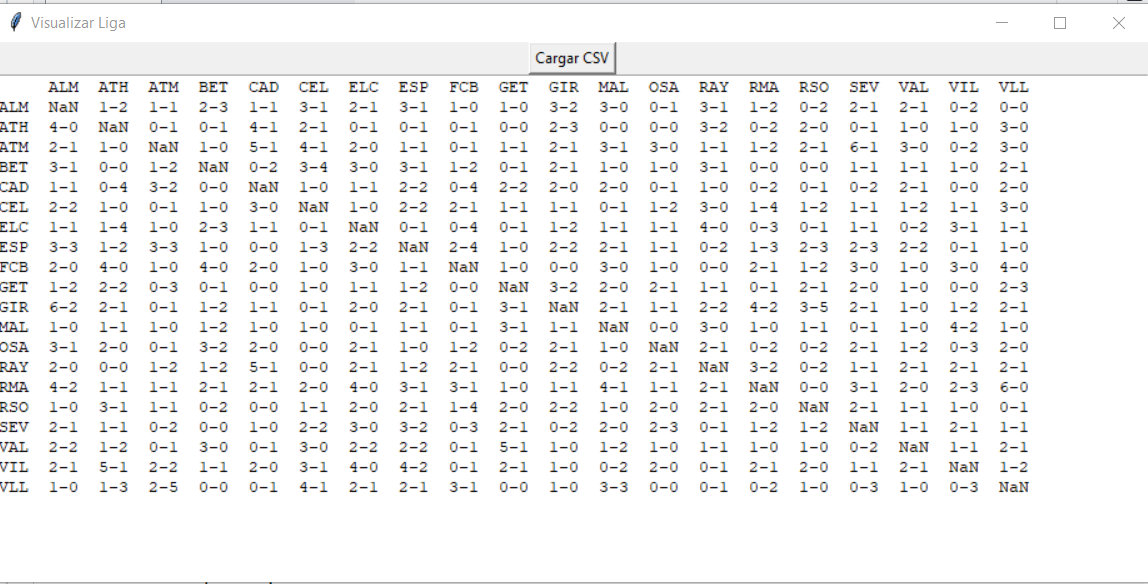 Visualizar Liga
Cargar CSV
ALM ATH ATM BET CAD CEL ELC ESP FCB GET GIR MAL OSA RAY RMA RSO SEV VAL VIL VLL
ALM NaN 1-2 1-1 2-3 1-1 3-1 2-1 3-1 1-0 1-0 3-2 3-0 0-1 3-1 1-2 0-2 2-1 2-1 0-2 0-0
ATH 4-0 NaN 0-1 0-1 4-1 2-1 0-1 0-1 0-1 0-0 2-3 0-0 0-0 3-2 0-2 2-0 0-1 1-0 1-0 3-0
ATM 2-1 1-0 NaN 1-0 5-1 4-1 2-0 1-1 0-1 1-1 2-1 3-1 3-0 1-1 1-2 2-1 6-1 3-0 0-2 3-0
BET 3-1 0-0 1-2 NaN 0-2 3-4 3-0 3-1 1-2 0-1 2-1 1-0 1-0 3-1 0-0 0-0 1-1 1-1 1-0 2-1
CAD 1-1 0-4 3-2 0-0 NaN 1-0 1-1 2-2 0-4 2-2 2-0 2-0 0-1 1-0 0-2 0-1 0-2 2-1 0-0 2-0
CEL 2-2 1-0 0-1 1-0 3-0 NaN 1-0 2-2 2-1 1-1 1-1 0-1 1-2 3-0 1-4 1-2 1-1 1-2 1-1 3-0
ELC 1-1 1-4 1-0 2-3 1-1 0-1 NaN 0-1 0-4 0-1 1-2 1-1 1-1 4-0 0-3 0-1 1-1 0-2 3-1 1-1
ESP 3-3 1-2 3-3 1-0 0-0 1-3 2-2 NaN 2-4 1-0 2-2 2-1 1-1 0-2 1-3 2-3 2-3 2-2 0-1 1-0
FCB 2-0 4-0 1-0 4-0 2-0 1-0 3-0 1-1 NaN 1-0 0-0 3-0 1-0 0-0 2-1 1-2 3-0 1-0 3-0 4-0
GET 1-2 2-2 0-3 0-1 0-0 1-0 1-1 1-2 0-0 NaN 3-2 2-0 2-1 1-1 0-1 2-1 2-0 1-0 0-0 2-3
GIR 6-2 2-1 0-1 1-2 1-1 0-1 2-0 2-1 0-1 3-1 NaN 2-1 1-1 2-2 4-2 3-5 2-1 1-0 1-2 2-1
MAL 1-0 1-1 1-0 1-2 1-0 1-0 0-1 1-1 0-1 3-1 1-1 NaN 0-0 3-0 1-0 1-1 0-1 1-0 4-2 1-0
OSA 3-1 2-0 0-1 3-2 2-0 0-0 2-1 1-0 1-2 0-2 2-1 1-0 NaN 2-1 0-2 0-2 2-1 1-2 0-3 2-0
RAY 2-0 0-0 1-2 1-2 5-1 0-0 2-1 1-2 2-1 0-0 2-2 0-2 2-1 NaN 3-2 0-2 1-1 2-1 2-1 2-1
RMA 4-2 1-1 1-1 2-1 2-1 2-0 4-0 3-1 3-1 1-0 1-1 4-1 1-1 2-1 NaN 0-0 3-1 2-0 2-3 6-0
RSO 1-0 3-1 1-1 0-2 0-0 1-1 2-0 2-1 1-4 2-0 2-2 1-0 2-0 2-1 2-0 NaN 2-1 1-1 1-0 0-1
SEV 2-1 1-1 0-2 0-0 1-0 2-2 3-0 3-2 0-3 2-1 0-2 2-0 2-3 0-1 1-2 1-2 NaN 1-1 2-1 1-1
VAL 2-2 1-2 0-1 3-0 0-1 3-0 2-2 2-2 0-1 5-1 1-0 1-2 1-0 1-1 1-0 1-0 0-2 NaN 1-1 2-1
VIL 2-1 5-1 2-2 1-1 2-0 3-1 4-0 4-2 0-1 2-1 1-0 0-2 2-0 0-1 2-1 2-0 1-1 2-1 NaN 1-2
VLL 1-0 1-3 2-5 0-0 0-1 4-1 2-1 2-1 3-1 0-0 1-0 3-3 0-0 0-1 0-2 1-0 0-3 1-0 0-3 NaN